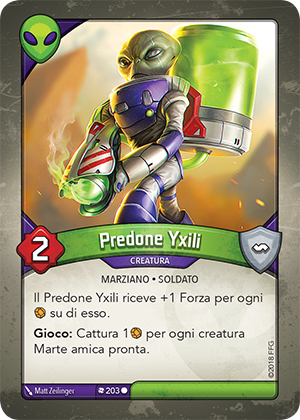 2
Predone Yxili
CREATURA
MARZIANO • SOLDATO
Il Predone Yxili riceve +1 Forza per ogni
su di esso.
Gioco: Cattura 1 per ogni creatura
Marte amica pronta.
©2018 FFG
Matt Zeilinger
203